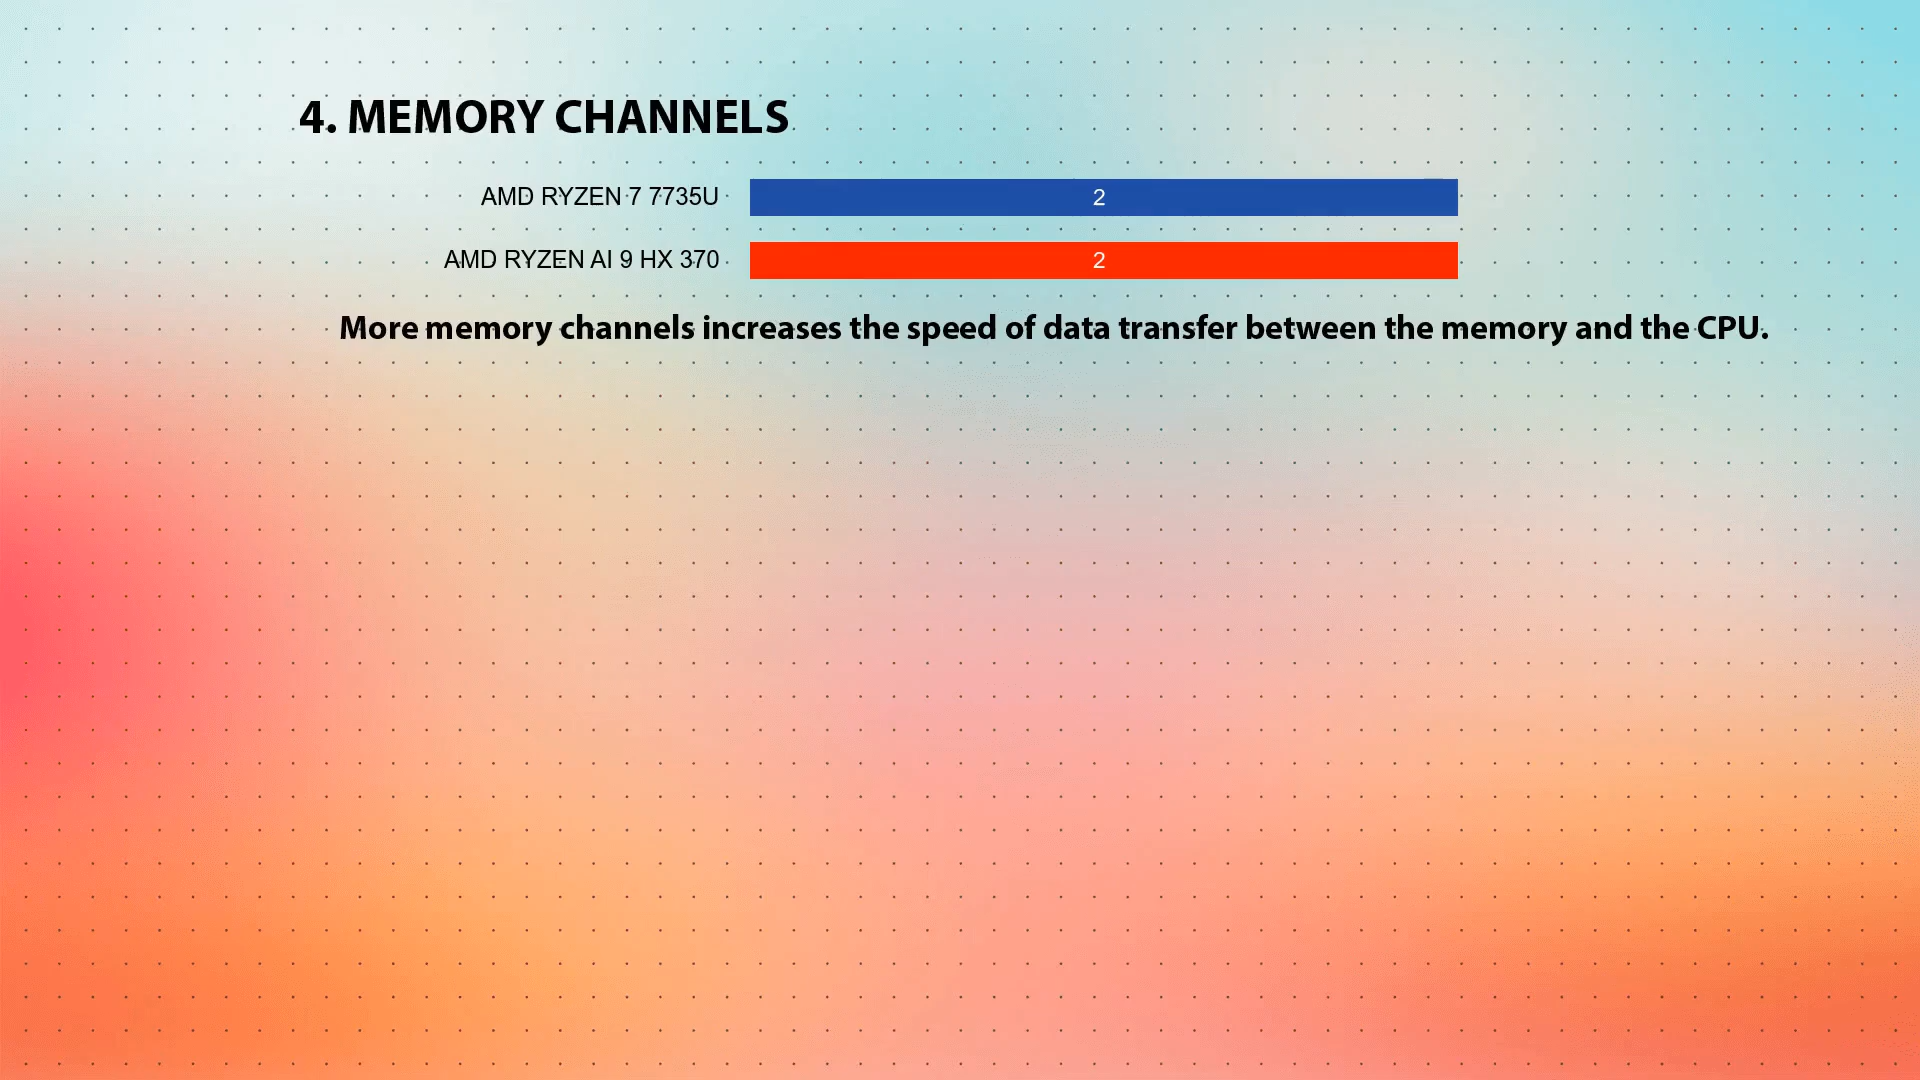 4. MEMORY CHANNELS
AMD RYZEN 7 7735U
2
AMD RYZEN AI 9 HX 370
2
More memory channels increases the speed of data transfer between the memory and the CPU.